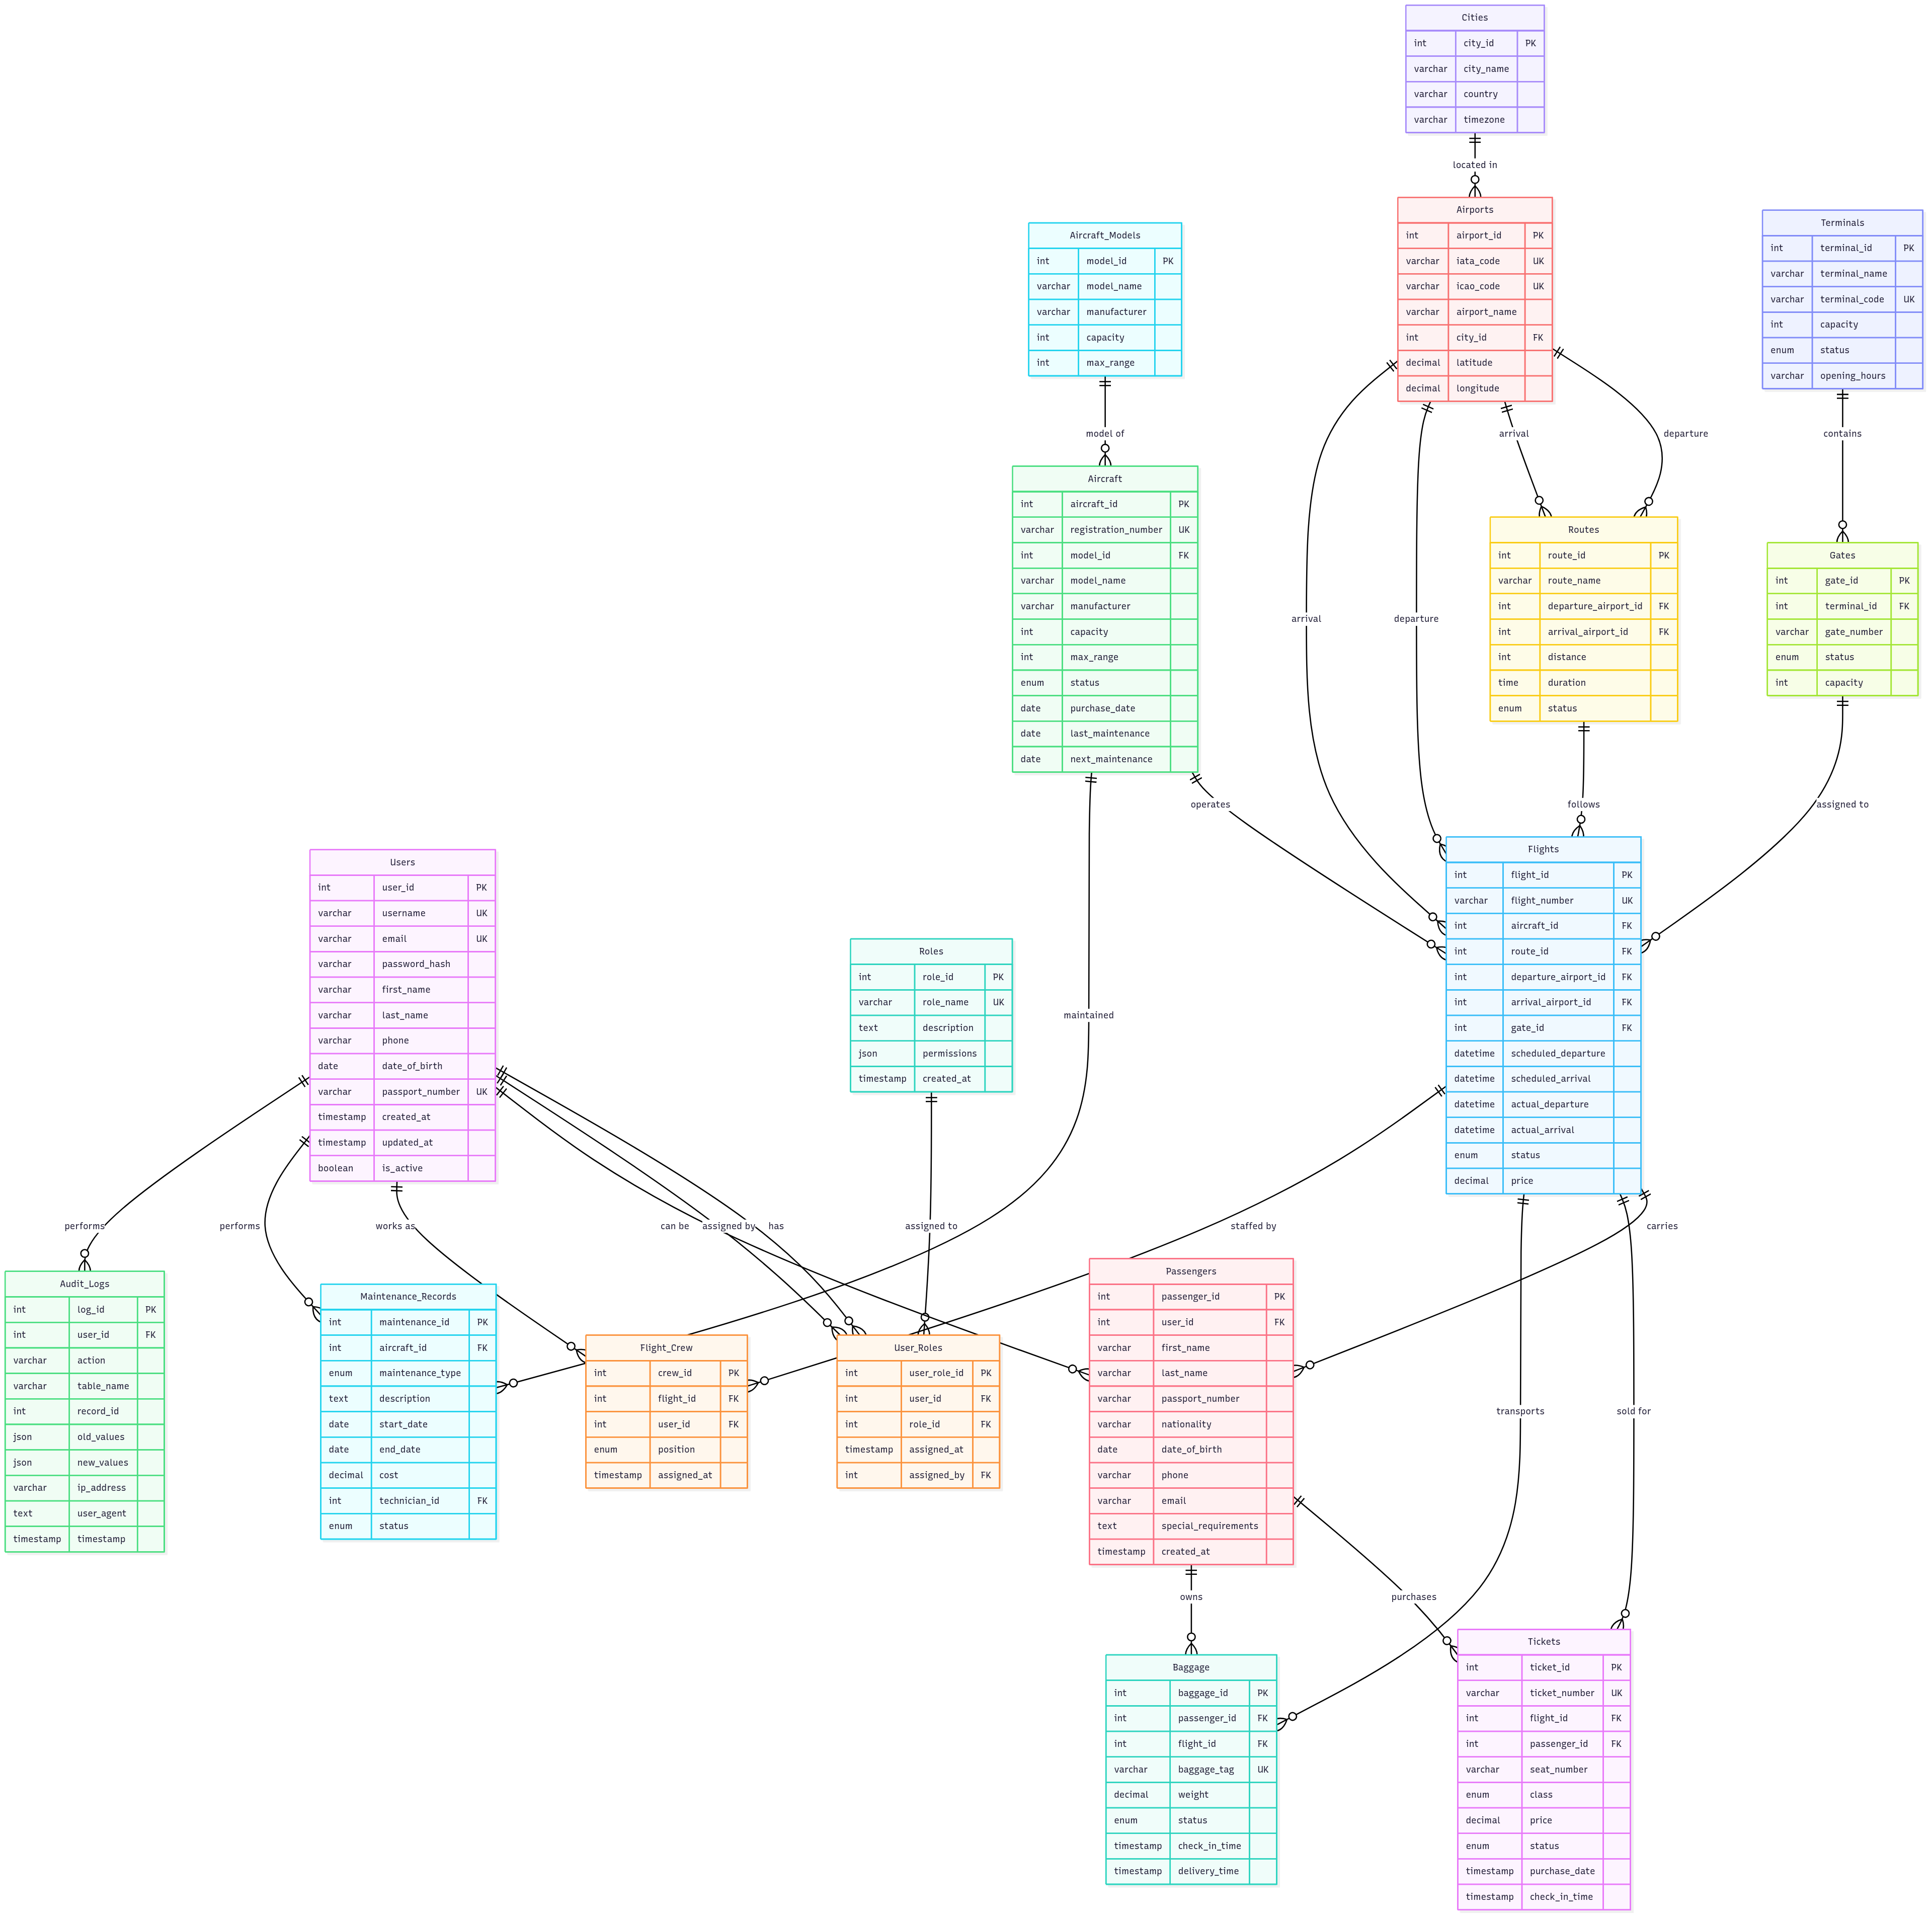 Cities
int city_id PK
varchar city_name
varchar country
varchar timezone
located in
Airports
int airport_id PK
varchar iata_code UK
varchar icao_code UK
varchar airport_name
int city_id FK
decimal latitude
decimal longitude
Terminals
int terminal_id PK
varchar terminal_name
varchar terminal_code UK
int capacity
enum status
varchar opening_hours
Aircraft_Models
int model_id PK
varchar model_name
varchar manufacturer
int capacity
int max_range
model of
arrival
departure
contains
Aircraft
int aircraft_id PK
varchar registration_number UK
int model_id FK
varchar model_name
varchar manufacturer
int capacity
int max_range
enum status
date purchase_date
date last_maintenance
date next_maintenance
arrival
departure
Routes
int route_id PK
varchar route_name
int departure_airport_id FK
int arrival_airport_id FK
int distance
time duration
enum status
Gates
int gate_id PK
int terminal_id FK
varchar gate_number
enum status
int capacity
operates
follows
assigned to
Flights
int flight_id PK
varchar flight_number UK
int aircraft_id FK
int route_id FK
int departure_airport_id FK
int arrival_airport_id FK
int gate_id FK
datetime scheduled_departure
datetime scheduled_arrival
datetime actual_departure
datetime actual_arrival
enum status
decimal price
Users
int user_id PK
varchar username UK
varchar email UK
varchar password_hash
varchar first_name
varchar last_name
varchar phone
date date_of_birth
varchar passport_number UK
timestamp created_at
timestamp updated_at
boolean is_active
Roles
int role_id PK
varchar role_name UK
text description
json permissions
timestamp created_at
maintained
performs
performs
works as
can be
assigned by
has
assigned to
staffed by
carries
Audit_Logs
int log_id PK
int user_id FK
varchar action
varchar table_name
int record_id
json old_values
json new_values
varchar ip_address
text user_agent
timestamp timestamp
Maintenance_Records
int maintenance_id PK
int aircraft_id FK
enum maintenance_type
text description
date start_date
date end_date
decimal cost
int technician_id FK
enum status
Flight_Crew
int crew_id PK
int flight_id FK
int user_id FK
enum position
timestamp assigned_at
User_Roles
int user_role_id PK
int user_id FK
int role_id FK
timestamp assigned_at
int assigned_by FK
Passengers
int passenger_id PK
int user_id FK
varchar first_name
varchar last_name
varchar passport_number
varchar nationality
date date_of_birth
varchar phone
varchar email
text special_requirements
timestamp created_at
transports
sold for
owns
purchases
Baggage
int baggage_id PK
int passenger_id FK
int flight_id FK
varchar baggage_tag UK
decimal weight
enum status
timestamp check_in_time
timestamp delivery_time
Tickets
int ticket_id PK
varchar ticket_number UK
int flight_id FK
int passenger_id FK
varchar seat_number
enum class
decimal price
enum status
timestamp purchase_date
timestamp check_in_time